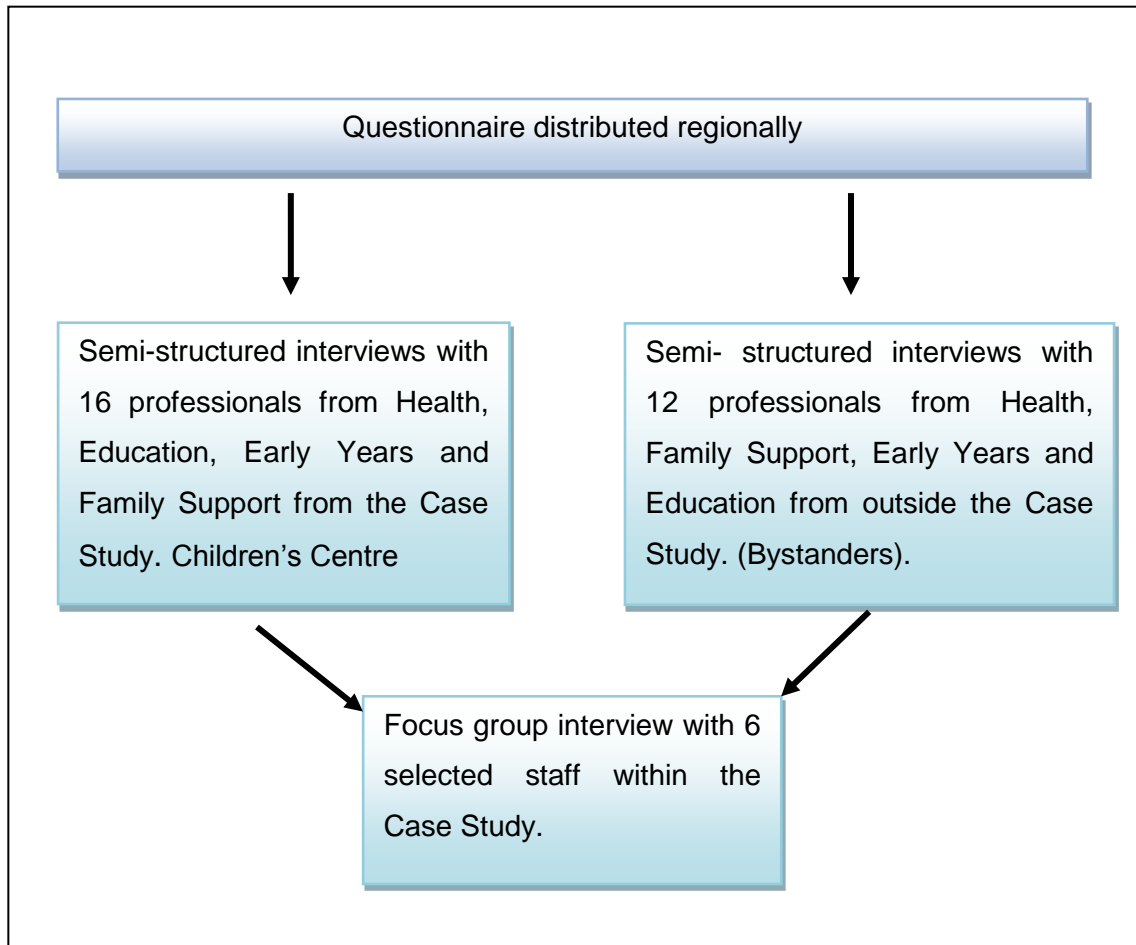 Questionnaire distributed regionally
Semi-structured interviews with
16 professionals from Health,
Education, Early Years and
Family Support from the Case
Study. Children’s Centre
Semi- structured interviews with
12 professionals from Health,
Family Support, Early Years and
Education from outside the Case
Study. (Bystanders).
Focus group interview with 6
selected staff within the
Case Study.